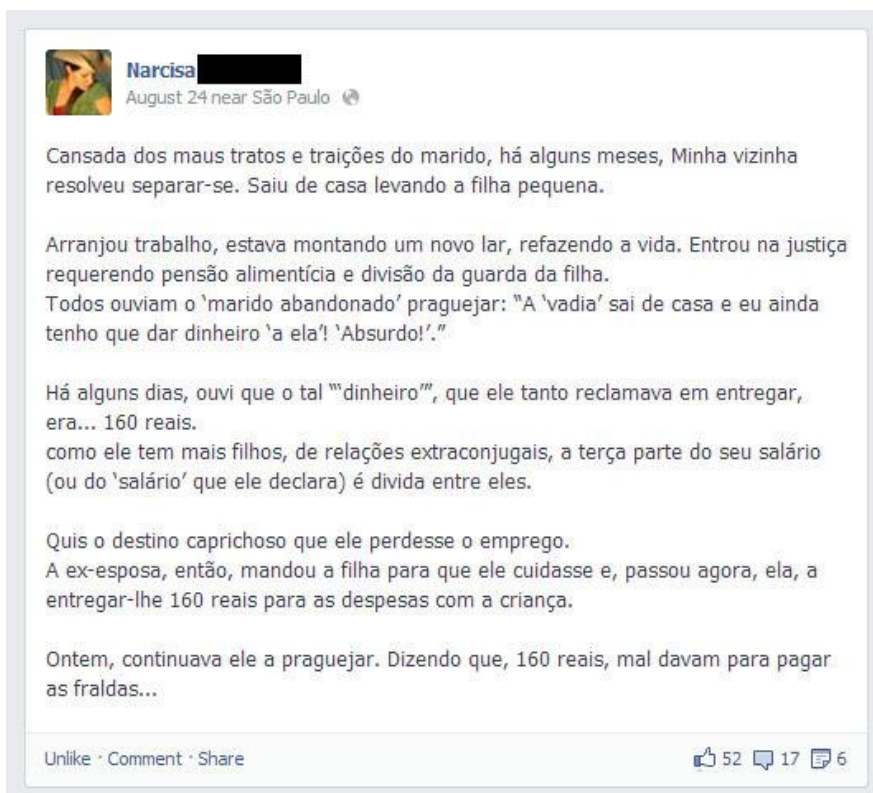 Narcisa
August 24 near São Paulo
Cansada dos maus tratos e traições do marido, há alguns meses, Minha vizinha
resolveu separar-se. Saiu de casa levando a filha pequena.
Arranjou trabalho, estava montando um novo lar, refazendo a vida. Entrou na justiça
requerendo pensão alimentícia e divisão da guarda da filha.
Todos ouviam o ‘marido abandonado’ praguejar: “A ‘vadia’ sai de casa e eu ainda
tenho que dar dinheiro ‘a ela’! ‘Absurdo!’.”
Há alguns dias, ouvi que o tal “‘dinheiro’”, que ele tanto reclamava em entregar,
era... 160 reais.
como ele tem mais filhos, de relações extraconjugais, a terça parte do seu salário
(ou do ‘salário’ que ele declara) é divida entre eles.
Quis o destino caprichoso que ele perdesse o emprego.
A ex-esposa, então, mandou a filha para que ele cuidasse e, passou agora, ela, a
entregar-lhe 160 reais para as despesas com a criança.
Ontem, continuava ele a praguejar. Dizendo que, 160 reais, mal davam para pagar
as fraldas...
Unlike · Comment · Share 52 17 6